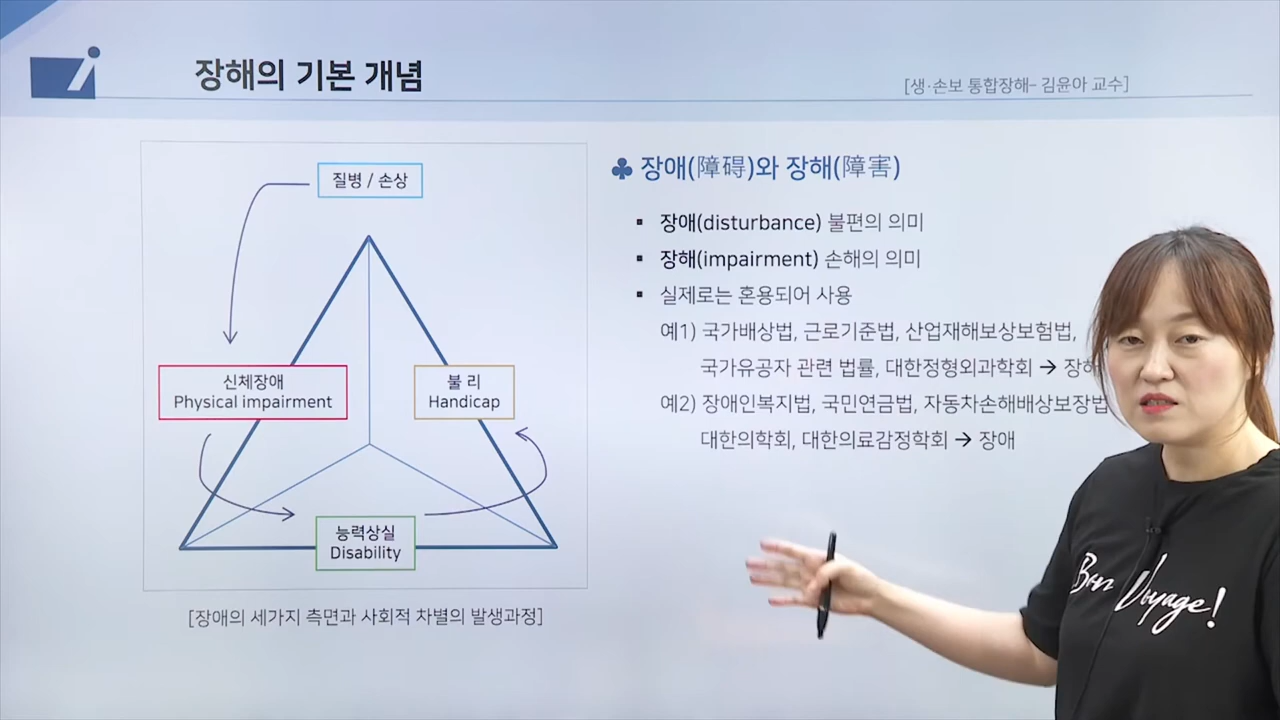 장해의 기본 개념
[생·손보 통합장해- 김윤아 교수]
질병 / 손상
신체장애
Physical impairment
불 리
Handicap
능력상실
Disability
[장애의 세가지 측면과 사회적 차별의 발생과정]
♣ 장애(障碍)와 장해(障害)
▪ 장애(disturbance) 불편의 의미
▪ 장해(impairment) 손해의 의미
▪ 실제로는 혼용되어 사용
예1) 국가배상법, 근로기준법, 산업재해보상보험법,
국가유공자 관련 법률, 대한정형외과학회 → 장해
예2) 장애인복지법, 국민연금법, 자동차손해배상보장법
대한의학회, 대한의료감정학회 → 장애
Bon Voyage!